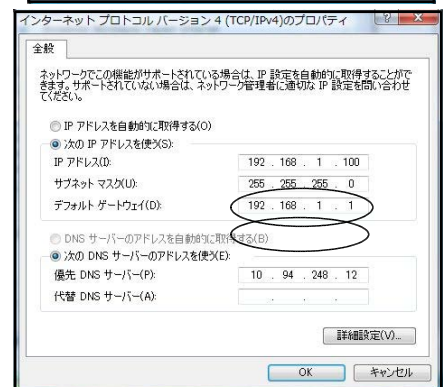 インターネット プロトコル バージョン 4 (TCP/IPv4)のプロパティ
全般
ネットワークでこの機能がサポートされている場合は、IP 設定を自動的に取得することがで
きます。サポートされていない場合は、ネットワーク管理者に適切な IP 設定を問い合わせ
てください。
IP アドレスを自動的に取得する(O)
次の IP アドレスを使う(S):
IP アドレス(I): 192 . 168 . 1 . 100
サブネット マスク(U): 255 . 255 . 255 . 0
デフォルト ゲートウェイ(D): 192 . 168 . 1 . 1
DNS サーバーのアドレスを自動的に取得する(B)
次の DNS サーバーのアドレスを使う(E):
優先 DNS サーバー(P): 10 . 94 . 248 . 12
代替 DNS サーバー(A): . . .
詳細設定(V)...
OK キャンセル